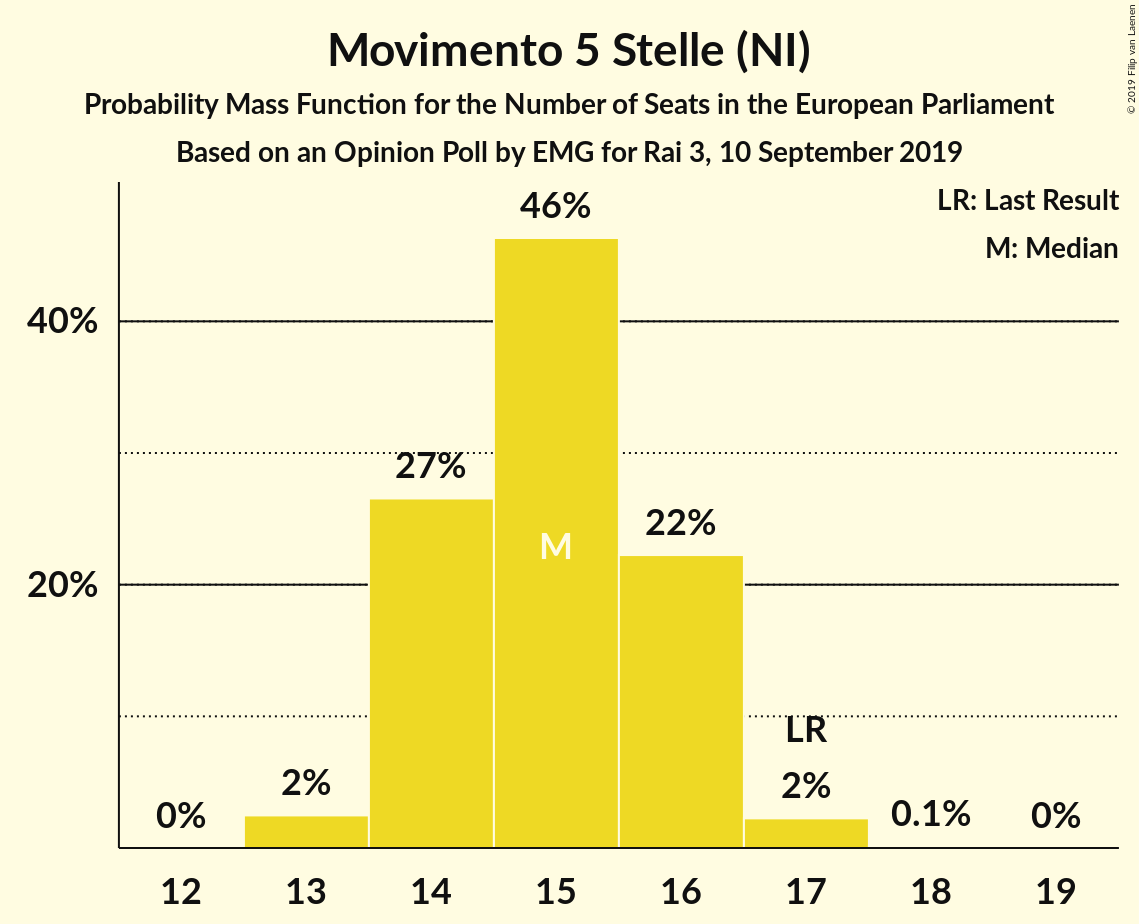 Movimento 5 Stelle (NI)
Probability Mass Function for the Number of Seats in the European Parliament
Based on an Opinion Poll by EMG for Rai 3, 10 September 2019
© 2019 Filip van Laenen
LR: Last Result
M: Median
46%
40%
27%
M
22%
20%
LR
2%
2%
0%
0.1%
0%
12 13 14 15 16 17 18 19